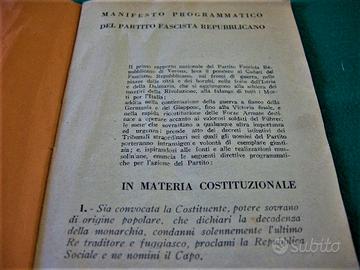 MANIFESTO PROGRAMMATICO
DEL PARTITO FASCISTA REPUBBLICANO
Il primo rapporto nazionale del Partito Fascista Re-
pubblicano di Verona, leva il pensiero ai Caduti del
Fascismo Repubblicano, sui fronti di guerra, nelle
piazze delle città e dei borghi, nelle foibe dell'Istria
e della Dalmazia, che si aggiungono alla schiera dei
martiri della Rivoluzione, alla falange di tutti i Mor-
ti per l'Italia;
addita nella continuazione della guerra a fianco della
Germania e del Giappone, fino alla Vittoria finale, e
nella rapida ricostituzione delle Forze Armate desti-
nate a operare accanto ai valorosi soldati del Führer,
le mete che sovrastano a qualunque altra
ed urgenza; prende atto dei decreti istitutivi dei
Tribunali straordinari nei quali gli uomini del Partito
porteranno intransigenza e volontà di esemplare giusti-
zia; e, ispirandosi alle fonti e alle realizzazioni mus-
soliniane, enuncia le seguenti direttive programmati-
che per l'azione del Partito:
IN MATERIA COSTITUZIONALE
1. - Sia convocata la Costituente, potere sovrano
di origine popolare, che dichiari la decadenza
della monarchia, condanni solennemente l'ultimo
Re traditore e fuggiasco, proclami la Repubblica
Sociale e ne nomini il Capo.
subito